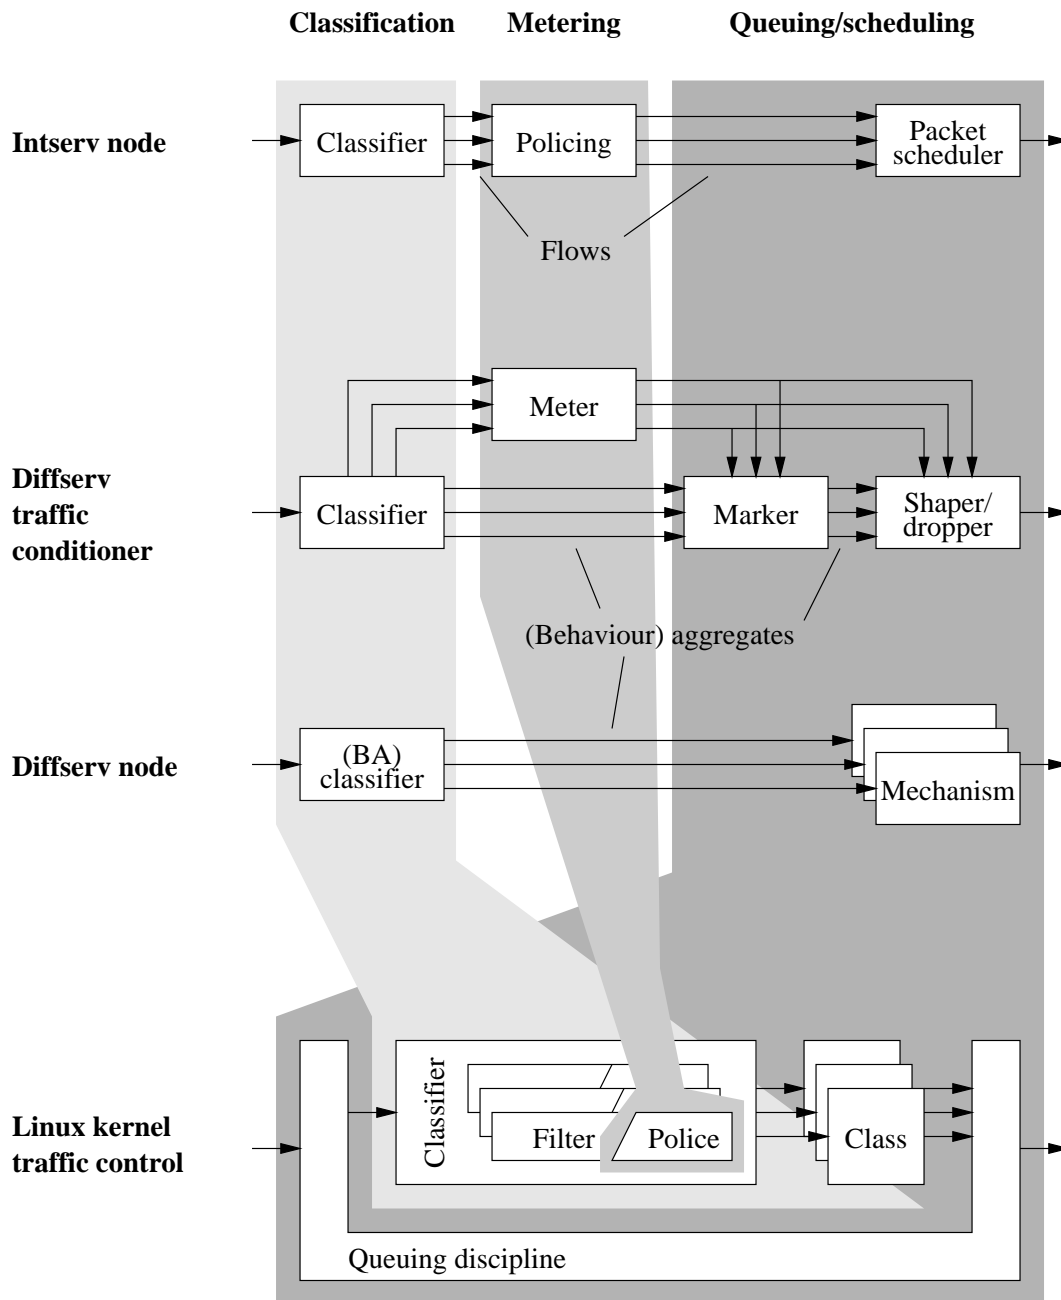 Classification Metering Queuing/scheduling
Intserv node
Classifier
Policing
Packet
scheduler
Flows
Meter
Diffserv
traffic
conditioner
Classifier
Marker
Shaper/
dropper
(Behaviour) aggregates
Diffserv node
(BA)
classifier
Mechanism
Linux kernel
traffic control
Classifier
Filter
Police
Class
Queuing discipline